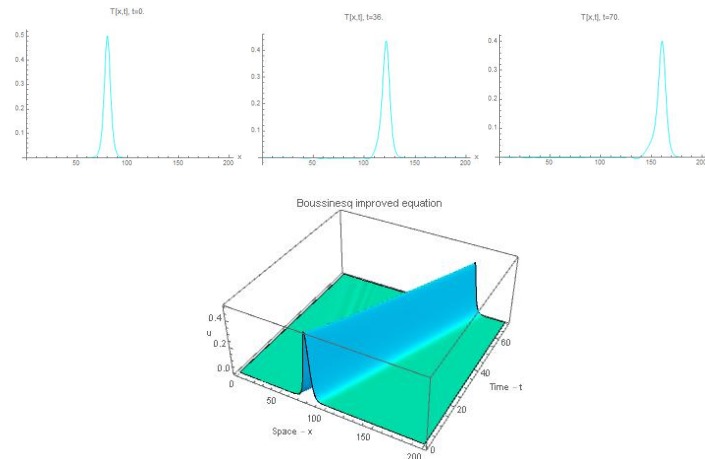 T[x,t], t=0.
0.5
0.4
0.3
0.2
0.1
50 100 150 200 x
T[x,t], t=36.
0.4
0.3
0.2
0.1
50 100 150 200 x
T[x,t], t=70.
0.4
0.3
0.2
0.1
50 100 150 200
Boussinesq improved equation
0.4
u
0.2
0.0
0
50
100
150
200
Space – x
0
20
40
60
Time – t